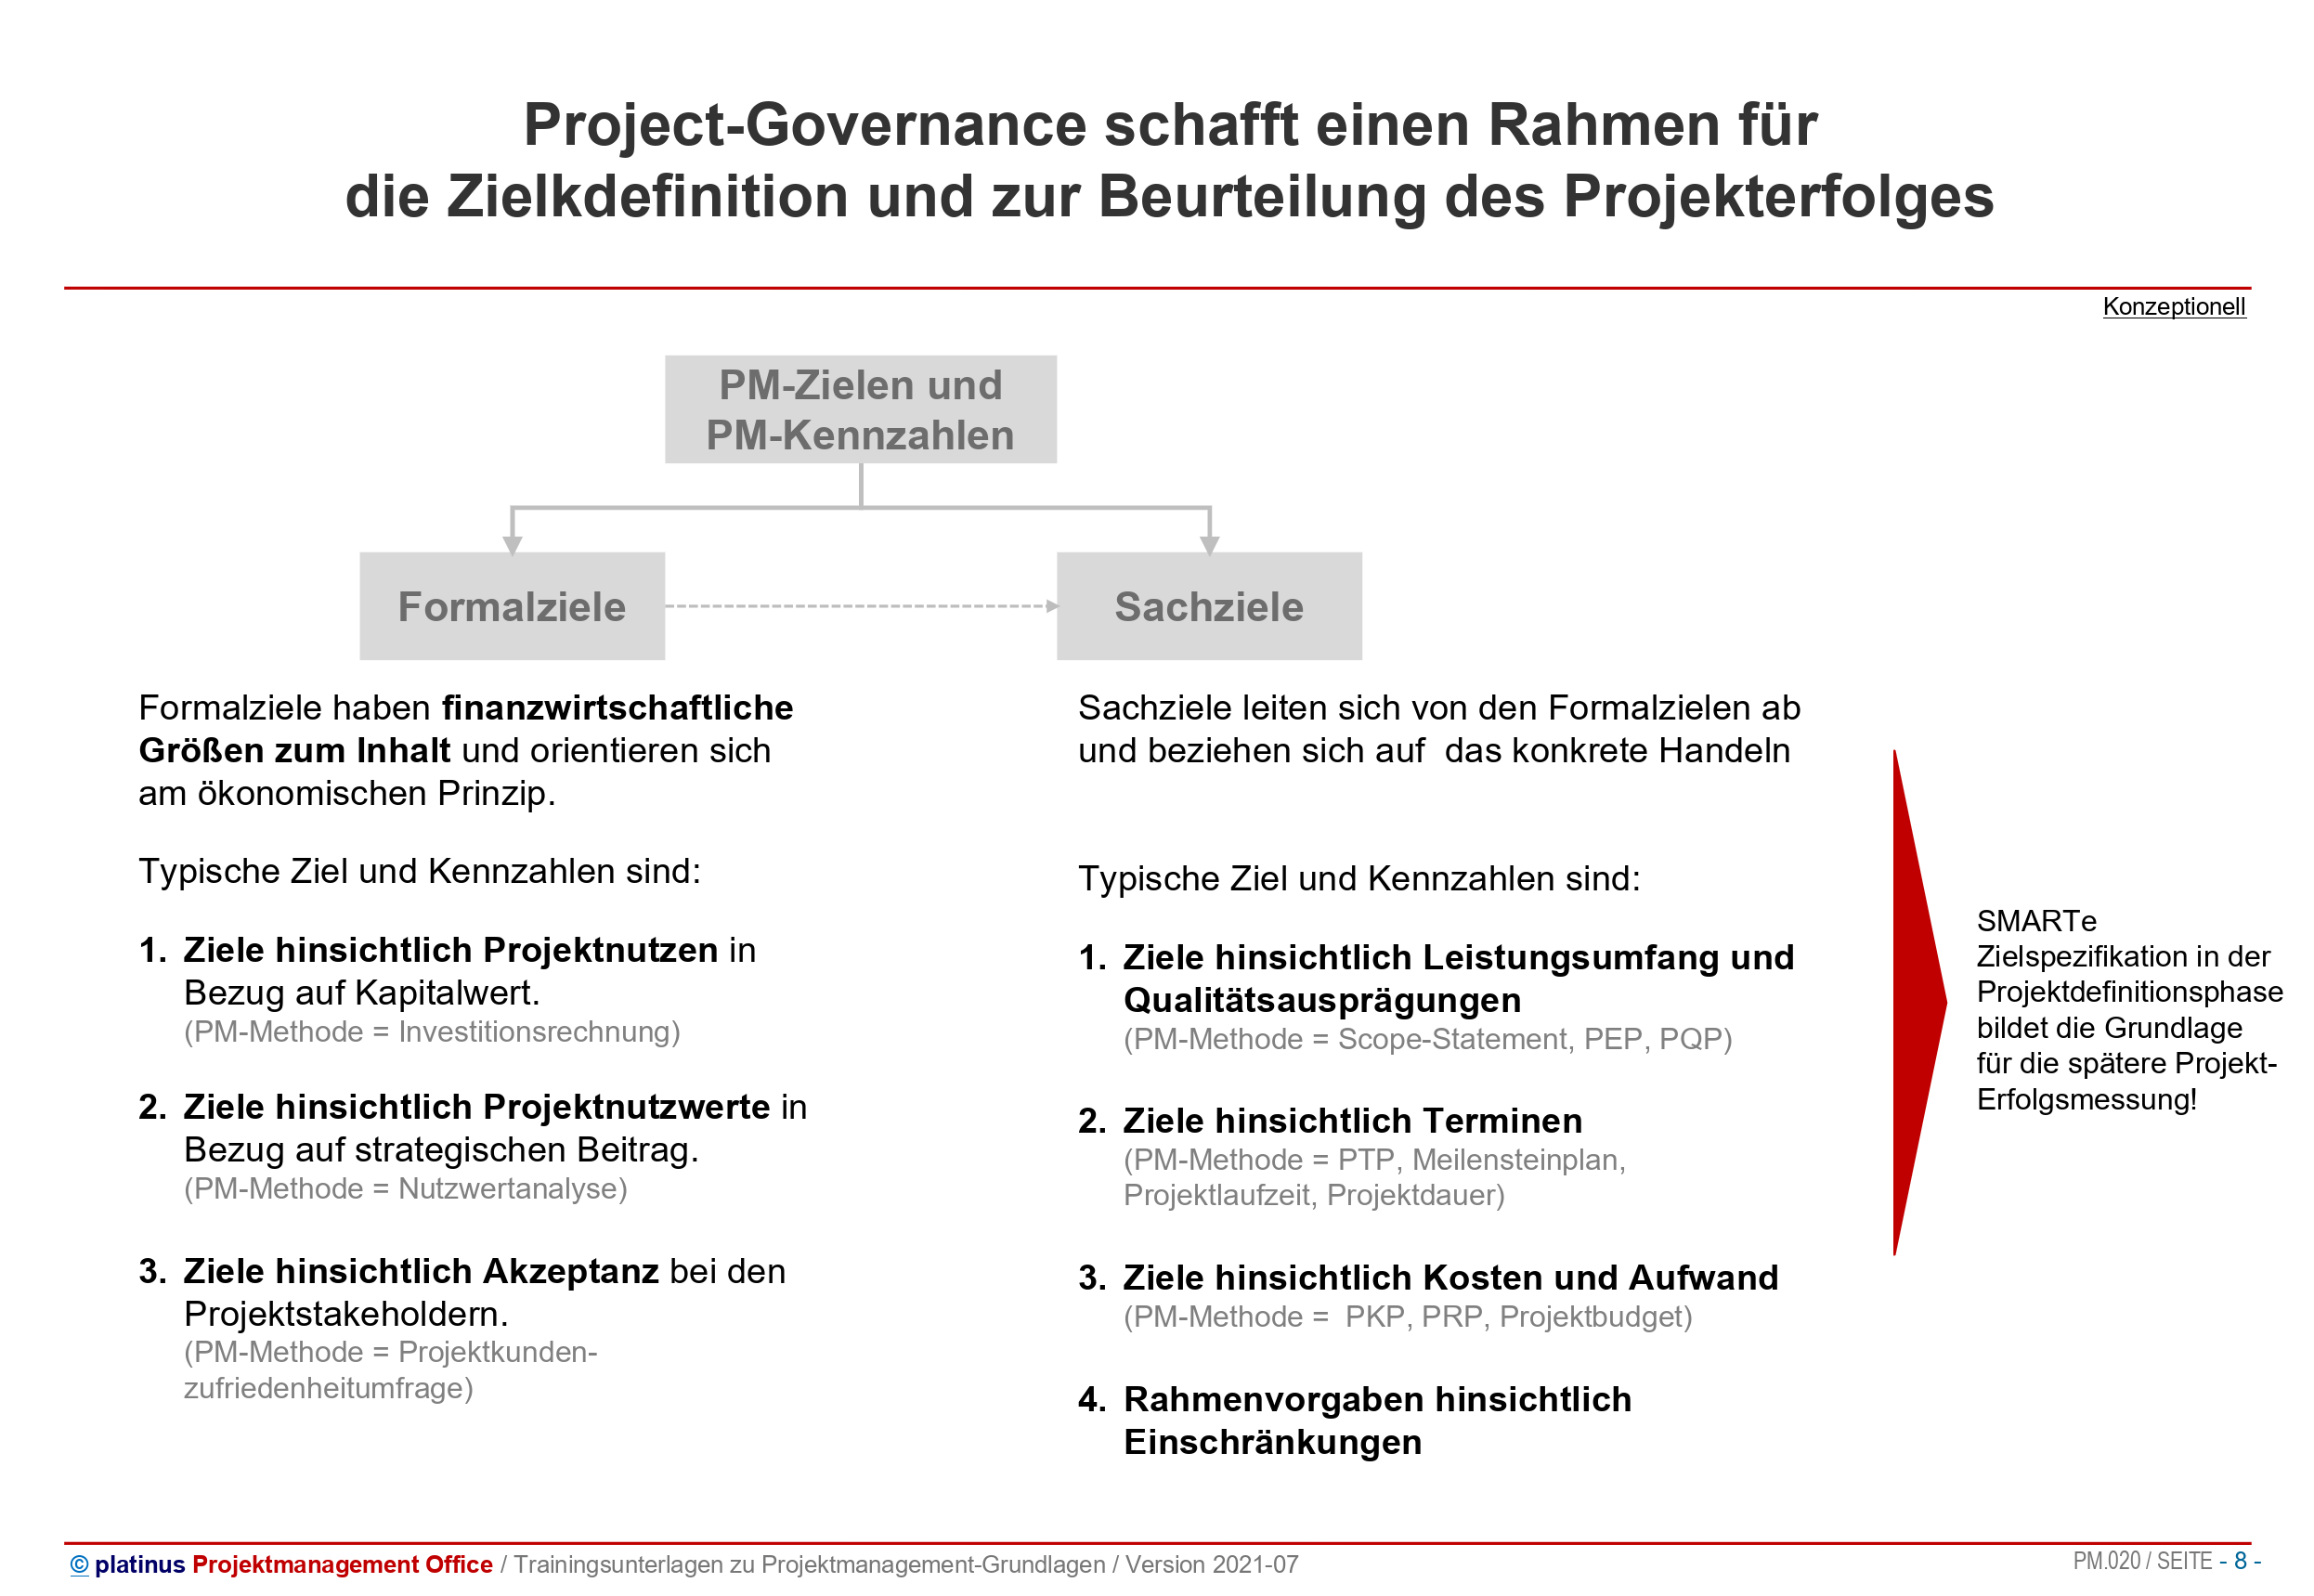 Project-Governance schafft einen Rahmen für
die Zielkdefinition und zur Beurteilung des Projekterfolges
Konzeptionell
PM-Zielen und
PM-Kennzahlen
Formalziele
Sachziele
Formalziele haben finanzwirtschaftliche
Größen zum Inhalt und orientieren sich
am ökonomischen Prinzip.
Typische Ziel und Kennzahlen sind:
1. Ziele hinsichtlich Projektnutzen in
Bezug auf Kapitalwert.
(PM-Methode = Investitionsrechnung)
2. Ziele hinsichtlich Projektnutzwerte in
Bezug auf strategischen Beitrag.
(PM-Methode = Nutzwertanalyse)
3. Ziele hinsichtlich Akzeptanz bei den
Projektstakeholdern.
(PM-Methode = Projektkunden-
zufriedenheitumfrage)
Sachziele leiten sich von den Formalzielen ab
und beziehen sich auf  das konkrete Handeln
Typische Ziel und Kennzahlen sind:
1. Ziele hinsichtlich Leistungsumfang und
Qualitätsausprägungen
(PM-Methode = Scope-Statement, PEP, PQP)
2. Ziele hinsichtlich Terminen
(PM-Methode = PTP, Meilensteinplan,
Projektlaufzeit, Projektdauer)
3. Ziele hinsichtlich Kosten und Aufwand
(PM-Methode =  PKP, PRP, Projektbudget)
4. Rahmenvorgaben hinsichtlich
Einschränkungen
SMARTe
Zielspezifikation in der
Projektdefinitionsphase
bildet die Grundlage
für die spätere Projekt-
Erfolgsmessung!
© platinus Projektmanagement Office / Trainingsunterlagen zu Projektmanagement-Grundlagen / Version 2021-07
PM.020 / SEITE - 8 -